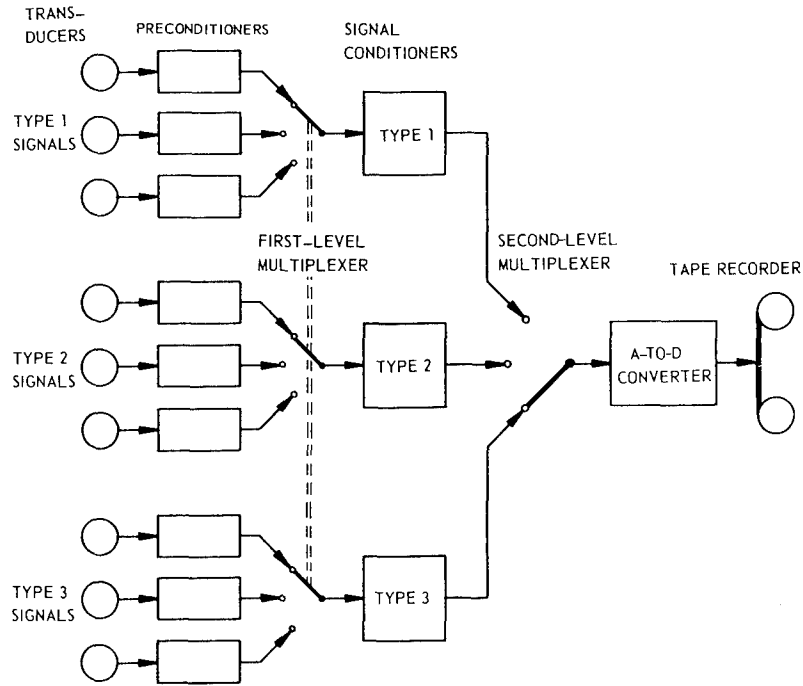 TRANS-
DUCERS
PRECONDITIONERS
SIGNAL
CONDITIONERS
TYPE 1
SIGNALS
TYPE 1
FIRST-LEVEL
MULTIPLEXER
SECOND-LEVEL
MULTIPLEXER
TAPE RECORDER
TYPE 2
SIGNALS
TYPE 2
A-TO-D
CONVERTER
TYPE 3
SIGNALS
TYPE 3